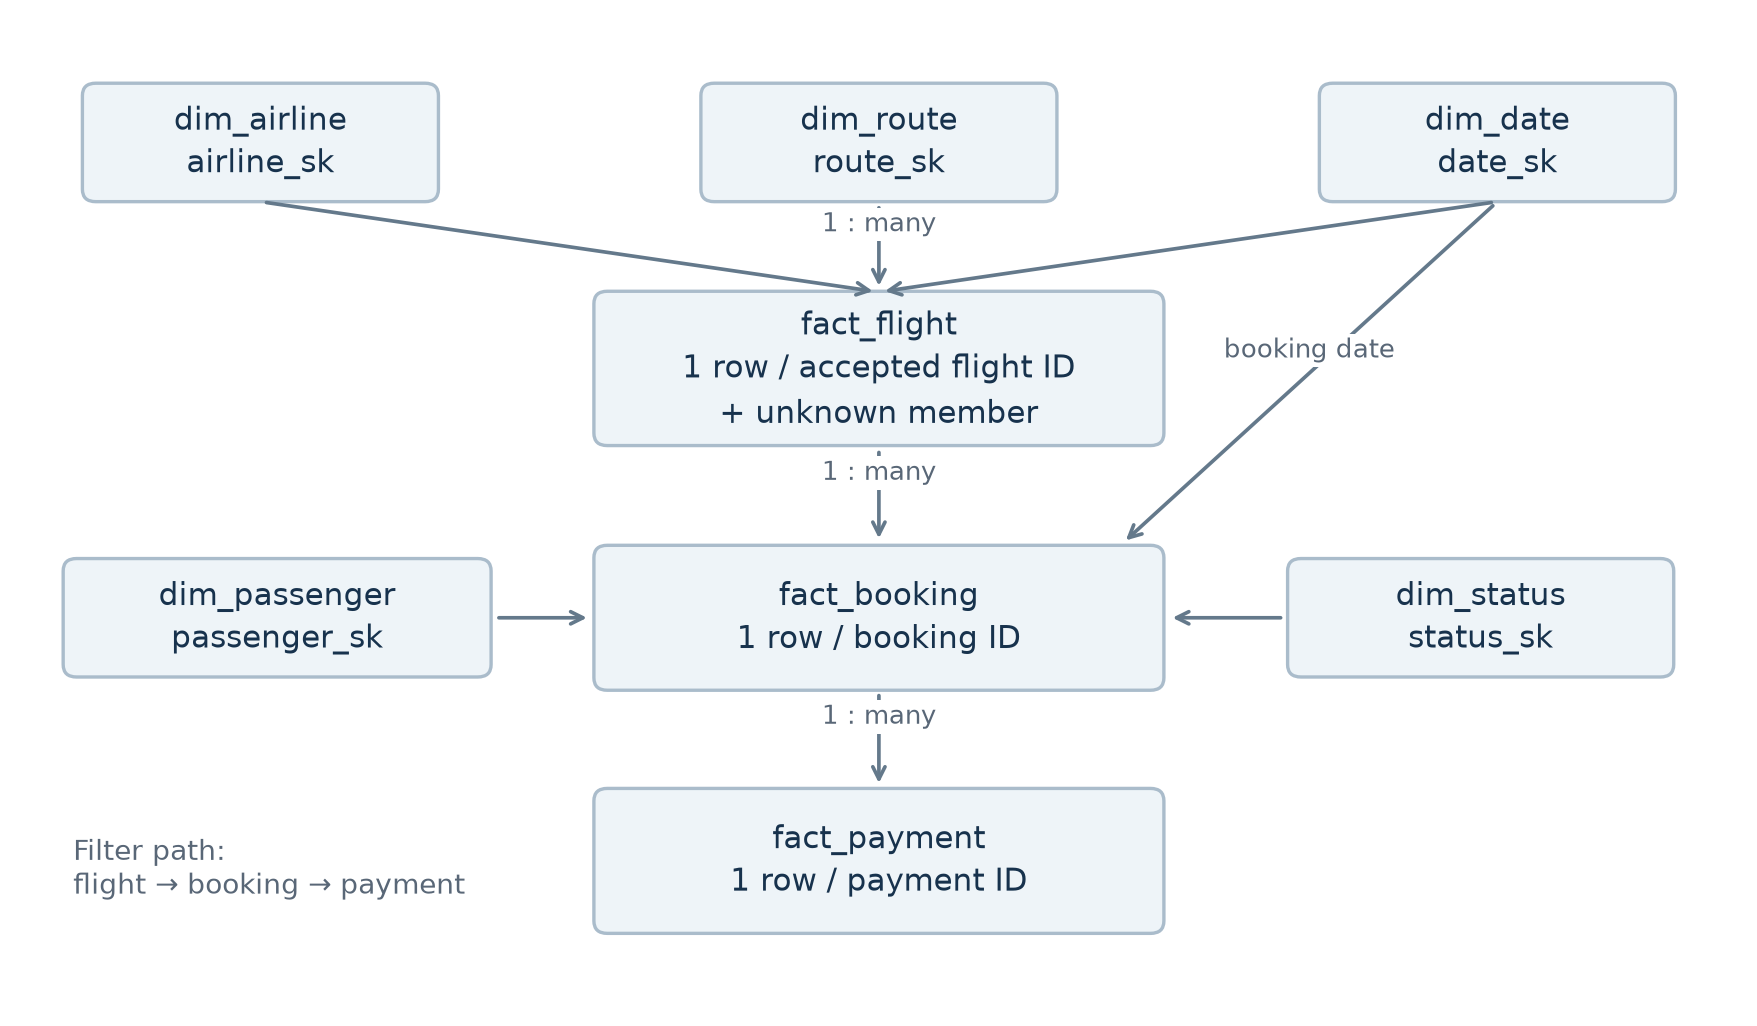 dim_airline
airline_sk
dim_route
route_sk
dim_date
date_sk
1 : many
fact_flight
1 row / accepted flight ID
+ unknown member
booking date
1 : many
dim_passenger
passenger_sk
fact_booking
1 row / booking ID
dim_status
status_sk
1 : many
fact_payment
1 row / payment ID
Filter path:
flight → booking → payment